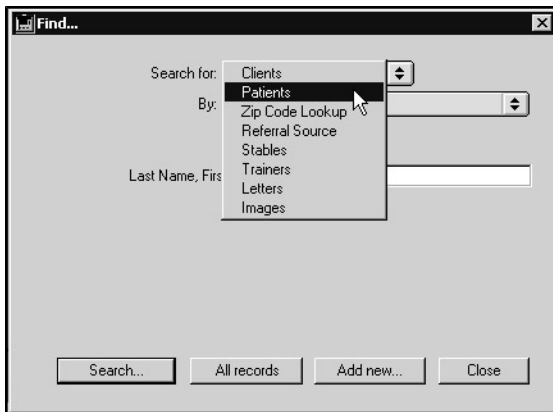 Find...
Search for: Clients
Patients
By:
Zip Code Lookup
Referral Source
Stables
Trainers
Last Name, Firs
Letters
Images
Search... All records Add new... Close